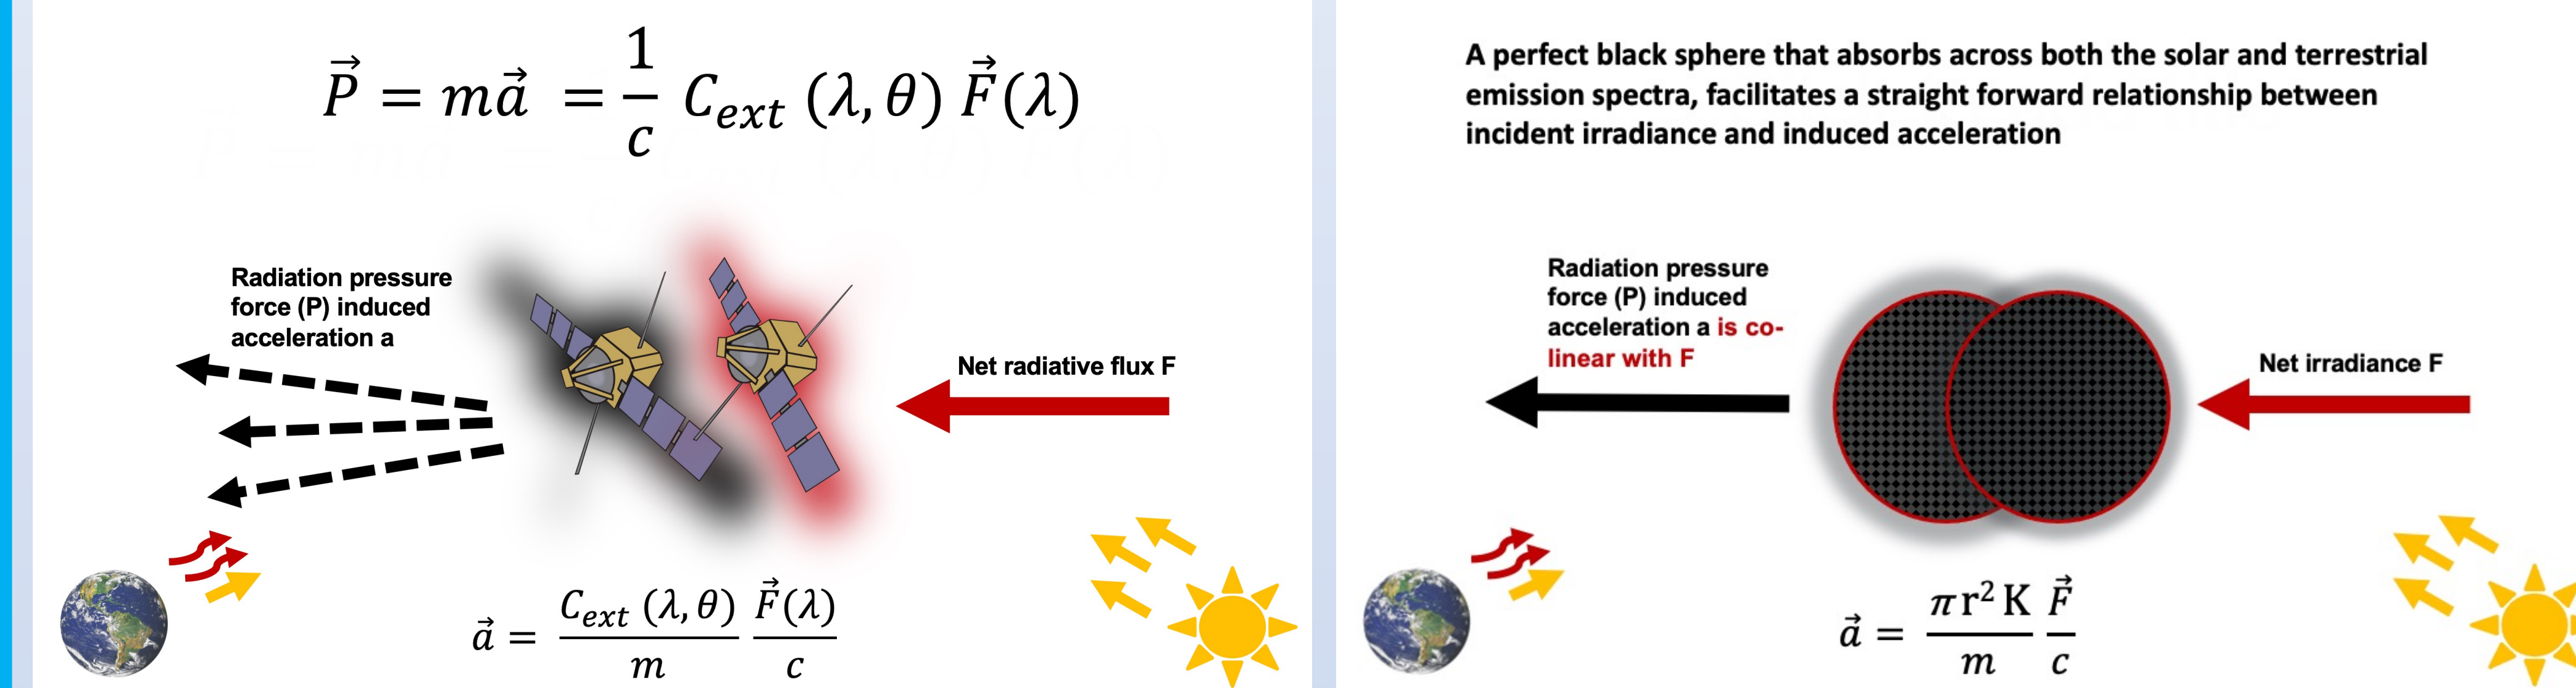 P⃗ = ma⃗ = 1/c C_ext (λ, θ) F⃗(λ)
Radiation pressure
force (P) induced
acceleration a
Net radiative flux F
a⃗ = C_ext (λ, θ)/m F⃗(λ)/c
A perfect black sphere that absorbs across both the solar and terrestrial
emission spectra, facilitates a straight forward relationship between
incident irradiance and induced acceleration
Radiation pressure
force (P) induced
acceleration a is co-
linear with F
Net irradiance F
a⃗ = πr² K/m F⃗/c